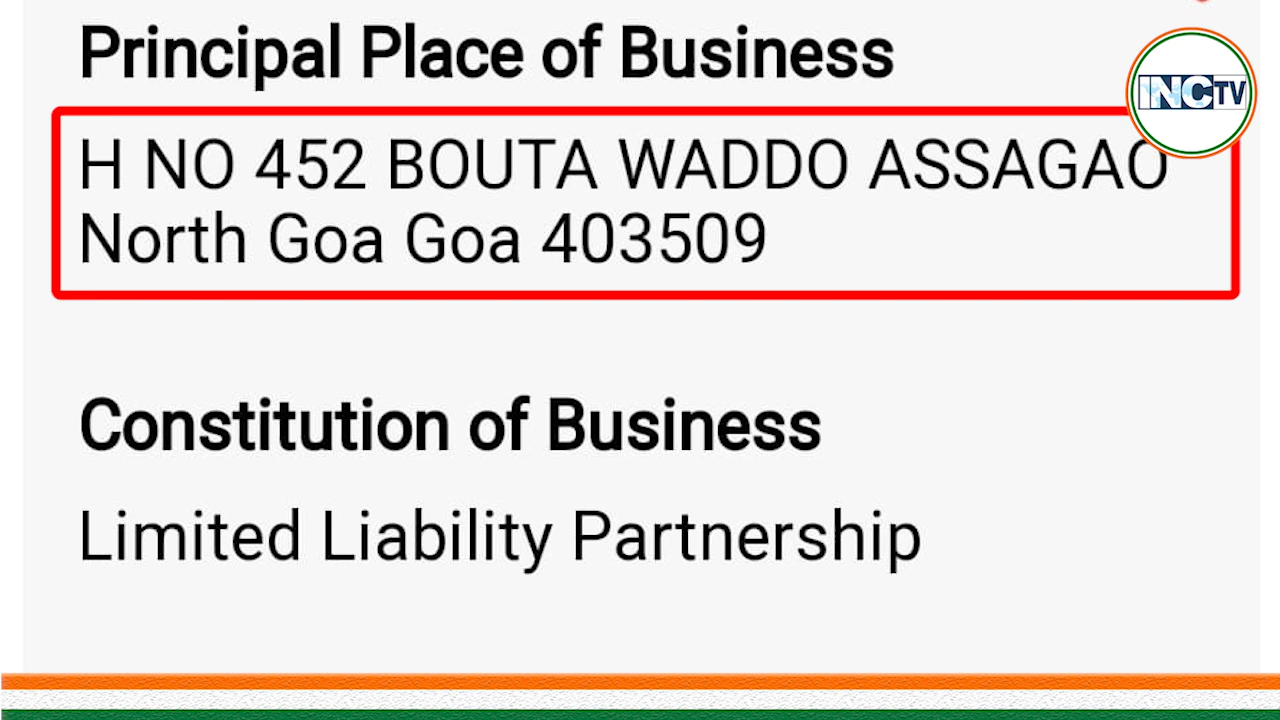 Principal Place of Business
INCTV
H NO 452 BOUTA WADDO ASSAGAO
North Goa Goa 403509
Constitution of Business
Limited Liability Partnership